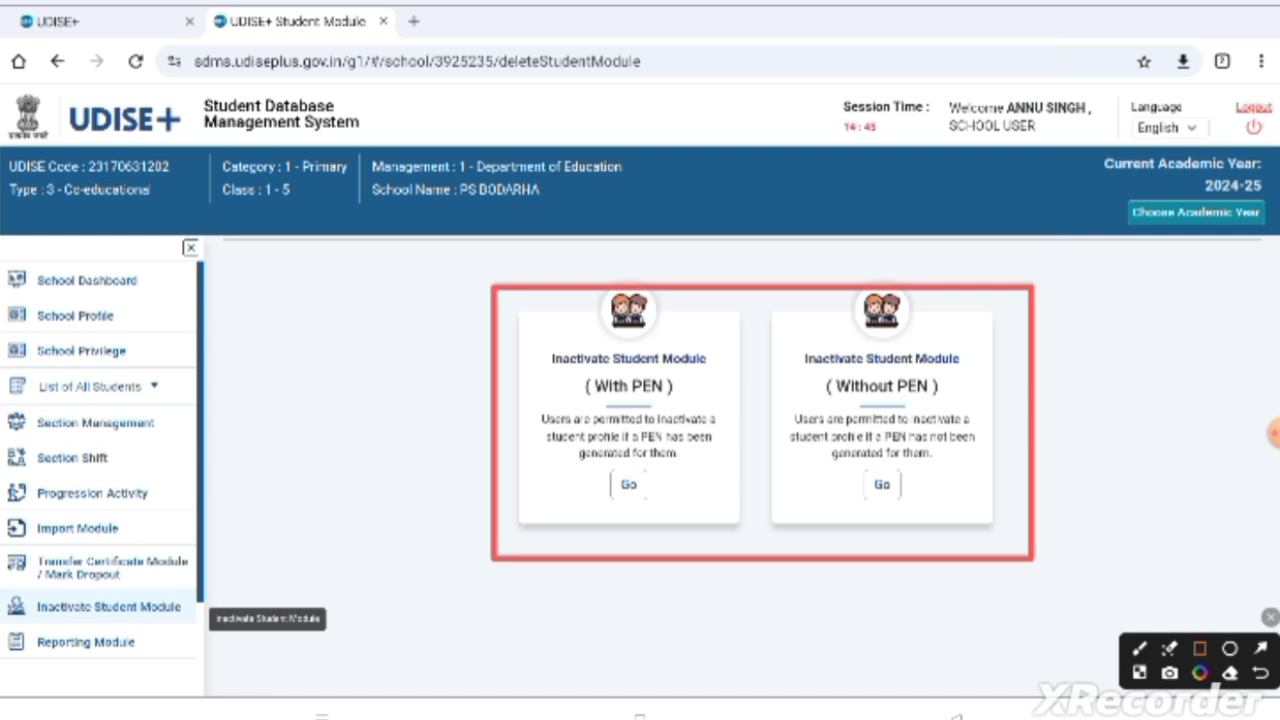 UDISE+
UDISE+ Student Module
sdms.udiseplus.gov.in/g1/#/school/3925235/deleteStudentModule
UDISE+
Student Database
Management System
Session Time :
14 : 45
Welcome ANNU SINGH ,
SCHOOL USER
Language
English
Logout
UDISE Code : 23170631202
Type : 3 - Co-educational
Category : 1 - Primary
Class : 1 - 5
Management : 1 - Department of Education
School Name : PS BODARHA
Current Academic Year:
2024-25
Choose Academic Year
School Dashboard
School Profile
School Privilege
List of All Students
Section Management
Section Shift
Progression Activity
Import Module
Transfer Certificate Module
/ Mark Dropout
Inactivate Student Module
Reporting Module
Inactivate Student Module
Inactivate Student Module
( With PEN )
Users are permitted to inactivate a
student profile if a PEN has been
generated for them.
Go
Inactivate Student Module
( Without PEN )
Users are permitted to inactivate a
student profile if a PEN has not been
generated for them.
Go
XRecorder